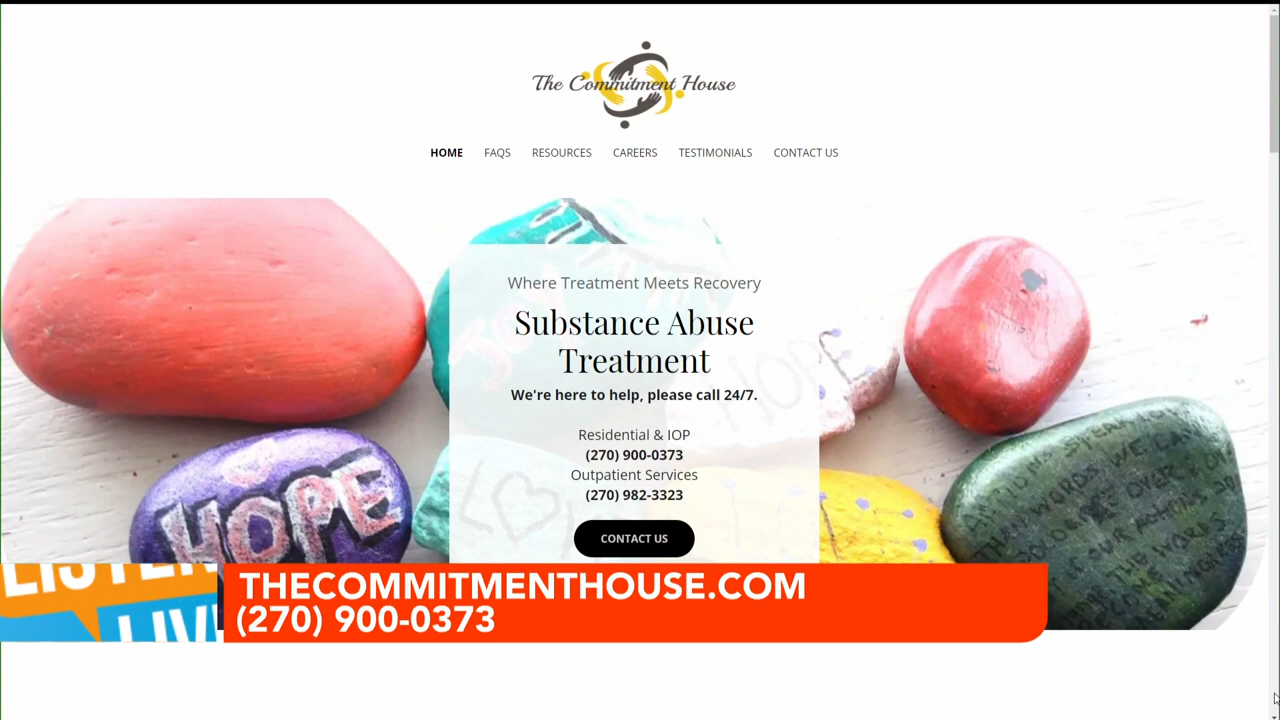 The Commitment House
HOME FAQS RESOURCES CAREERS TESTIMONIALS CONTACT US
Where Treatment Meets Recovery
Substance Abuse
Treatment
We're here to help, please call 24/7.
Residential & IOP
(270) 900-0373
Outpatient Services
(270) 982-3323
CONTACT US
JOY
HOPE
HOPE
THECOMMITMENTHOUSE.COM
(270) 900-0373